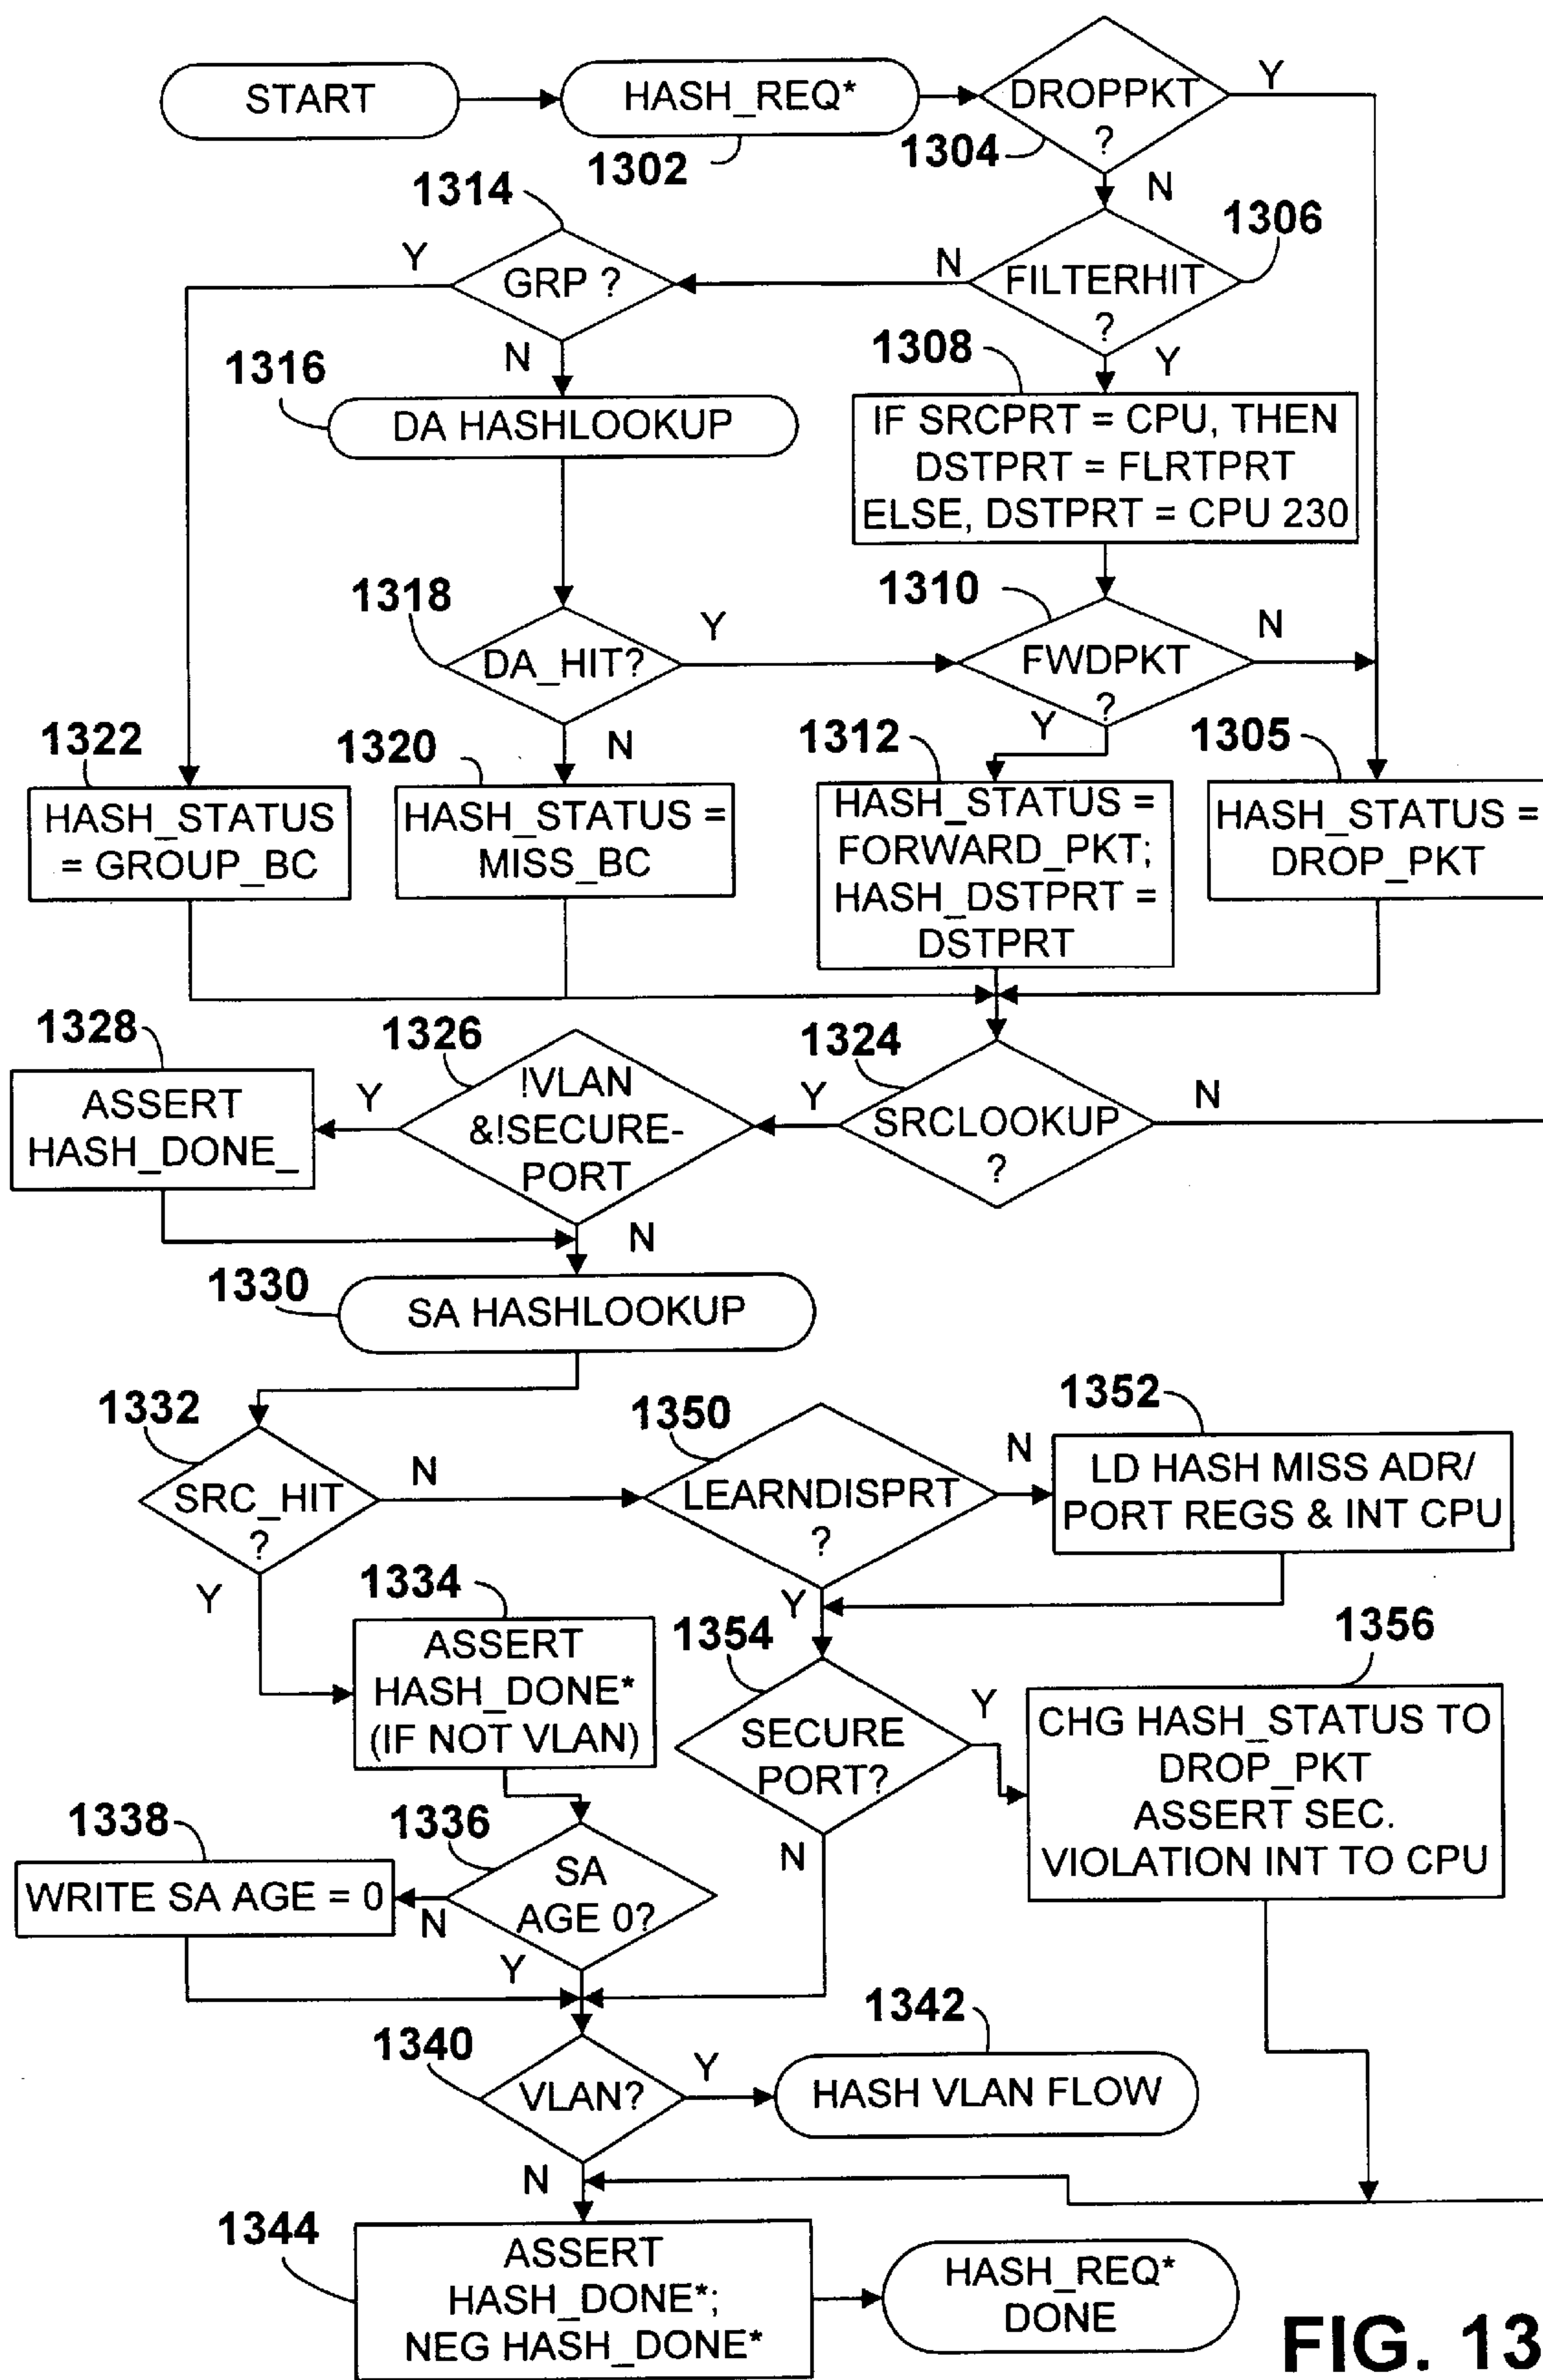 START
HASH_REQ*
1302
DROPPKT
?
1304
Y
N
1314
Y
GRP ?
N
FILTERHIT
?
1306
N
Y
1316
DA HASHLOOKUP
1308
IF SRCPRT = CPU, THEN
DSTPRT = FLRTPRT
ELSE, DSTPRT = CPU 230
1318
DA_HIT?
Y
N
1310
FWDPKT
?
N
Y
1322
HASH_STATUS
= GROUP_BC
1320
HASH_STATUS =
MISS_BC
1312
HASH_STATUS =
FORWARD_PKT;
HASH_DSTPRT =
DSTPRT
1305
HASH_STATUS =
DROP_PKT
1328
ASSERT
HASH_DONE_
1326
Y
!VLAN
&!SECURE-
PORT
N
1324
Y
SRCLOOKUP
?
N
1330
SA HASHLOOKUP
1332
SRC_HIT
?
N
Y
1350
LEARNDISPRT
?
N
Y
1352
LD HASH MISS ADR/
PORT REGS & INT CPU
1334
ASSERT
HASH_DONE*
(IF NOT VLAN)
1354
SECURE
PORT?
Y
N
1356
CHG HASH_STATUS TO
DROP_PKT
ASSERT SEC.
VIOLATION INT TO CPU
1338
WRITE SA AGE = 0
1336
SA
AGE 0?
N
Y
1340
VLAN?
Y
N
1342
HASH VLAN FLOW
1344
ASSERT
HASH_DONE*;
NEG HASH_DONE*
HASH_REQ*
DONE
FIG. 13